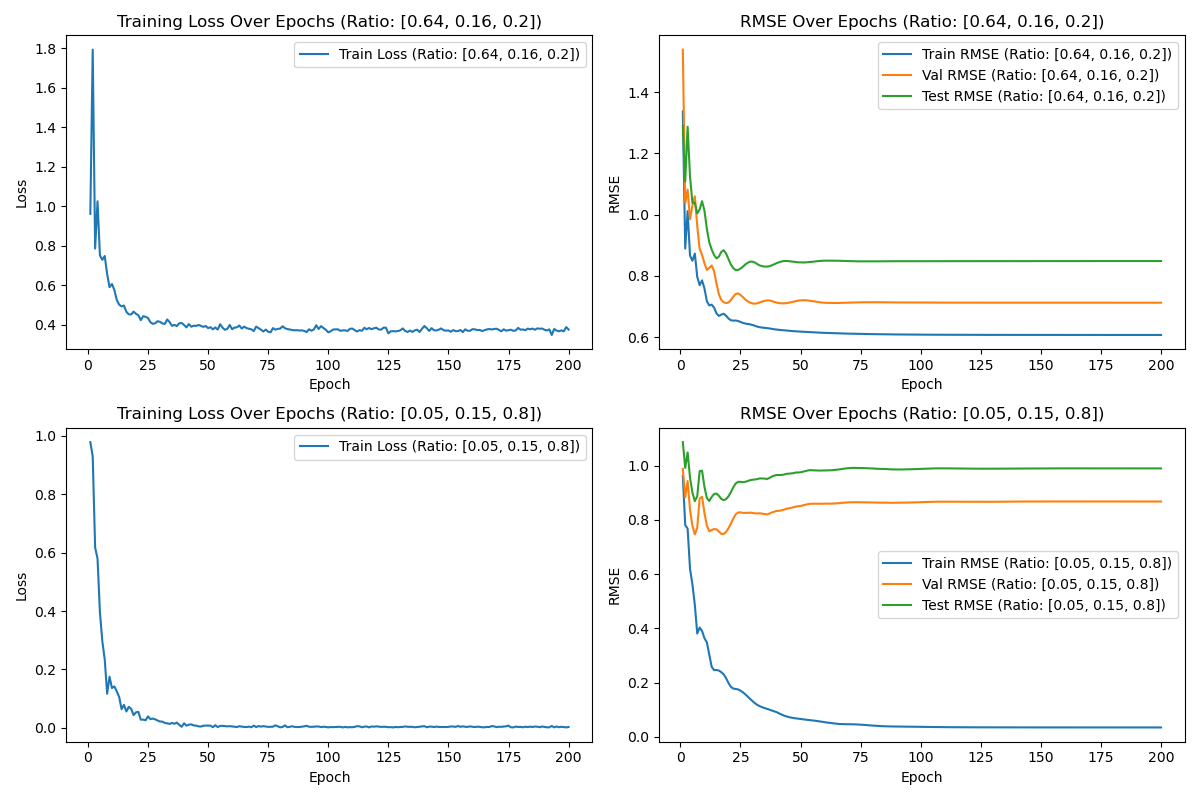 Training Loss Over Epochs (Ratio: [0.64, 0.16, 0.2])
Train Loss (Ratio: [0.64, 0.16, 0.2])
1.8
1.6
1.4
1.2
1.0
0.8
0.6
0.4
Loss
0 25 50 75 100 125 150 175 200
Epoch
RMSE Over Epochs (Ratio: [0.64, 0.16, 0.2])
Train RMSE (Ratio: [0.64, 0.16, 0.2])
Val RMSE (Ratio: [0.64, 0.16, 0.2])
Test RMSE (Ratio: [0.64, 0.16, 0.2])
1.4
1.2
1.0
0.8
0.6
RMSE
0 25 50 75 100 125 150 175 200
Epoch
Training Loss Over Epochs (Ratio: [0.05, 0.15, 0.8])
Train Loss (Ratio: [0.05, 0.15, 0.8])
1.0
0.8
0.6
0.4
0.2
0.0
Loss
0 25 50 75 100 125 150 175 200
Epoch
RMSE Over Epochs (Ratio: [0.05, 0.15, 0.8])
Train RMSE (Ratio: [0.05, 0.15, 0.8])
Val RMSE (Ratio: [0.05, 0.15, 0.8])
Test RMSE (Ratio: [0.05, 0.15, 0.8])
1.0
0.8
0.6
0.4
0.2
0.0
RMSE
0 25 50 75 100 125 150 175 200
Epoch